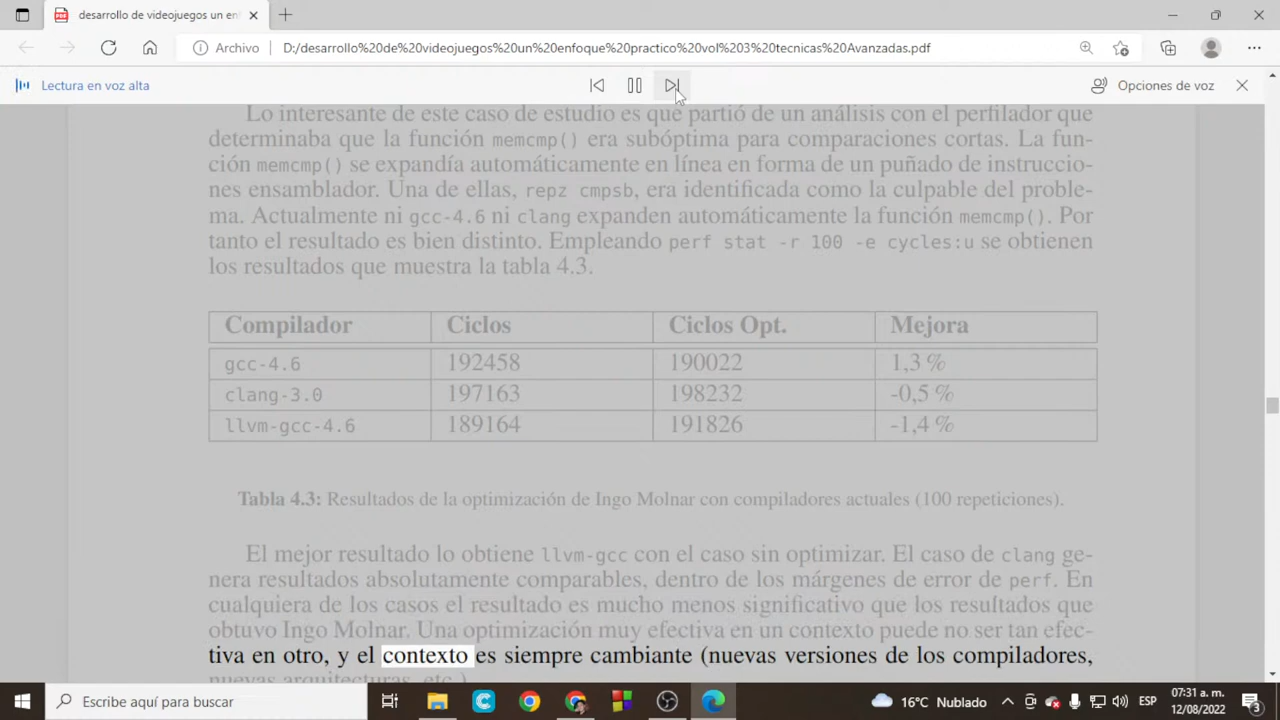 desarrollo de videojuegos un en
Archivo D:/desarrollo%20de%20videojuegos%20un%20enfoque%20practico%20vol%203%20tecnicas%20Avanzadas.pdf
Lectura en voz alta
Opciones de voz
Lo interesante de este caso de estudio es que partió de un análisis con el perfilador que
determinaba que la función memcmp() era subóptima para comparaciones cortas. La fun-
ción memcmp() se expandía automáticamente en línea en forma de un puñado de instruccio-
nes ensamblador. Una de ellas, repz cmpsb, era identificada como la culpable del proble-
ma. Actualmente ni gcc-4.6 ni clang expanden automáticamente la función memcmp(). Por
tanto el resultado es bien distinto. Empleando perf stat -r 100 -e cycles:u se obtienen
los resultados que muestra la tabla 4.3.
Compilador Ciclos Ciclos Opt. Mejora
gcc-4.6 192458 190022 1,3 %
clang-3.0 197163 198232 -0,5 %
llvm-gcc-4.6 189164 191826 -1,4 %
Tabla 4.3: Resultados de la optimización de Ingo Molnar con compiladores actuales (100 repeticiones).
El mejor resultado lo obtiene llvm-gcc con el caso sin optimizar. El caso de clang ge-
nera resultados absolutamente comparables, dentro de los márgenes de error de perf. En
cualquiera de los casos el resultado es mucho menos significativo que los resultados que
obtuvo Ingo Molnar. Una optimización muy efectiva en un contexto puede no ser tan efec-
tiva en otro, y el contexto es siempre cambiante (nuevas versiones de los compiladores,
nuevas arquitecturas, etc.)
Escribe aquí para buscar
16°C Nublado
ESP
07:31 a. m.
12/08/2022
3